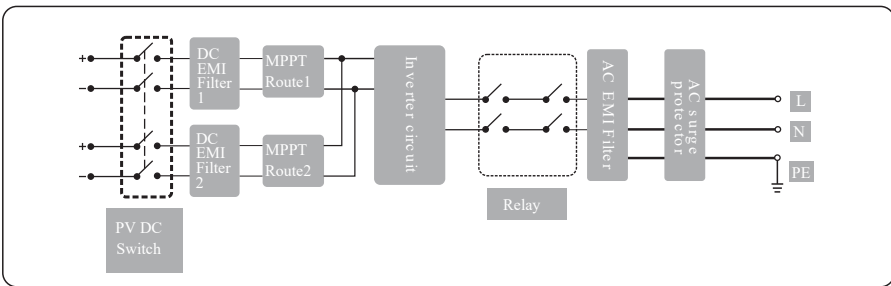 +
DC
EMI
Filter
1
MPPT
Route1
−
+
DC
EMI
Filter
2
MPPT
Route2
−
Inverter circuit
Relay
AC EMI Filter
AC surge
protector
L
N
PE
PV DC
Switch